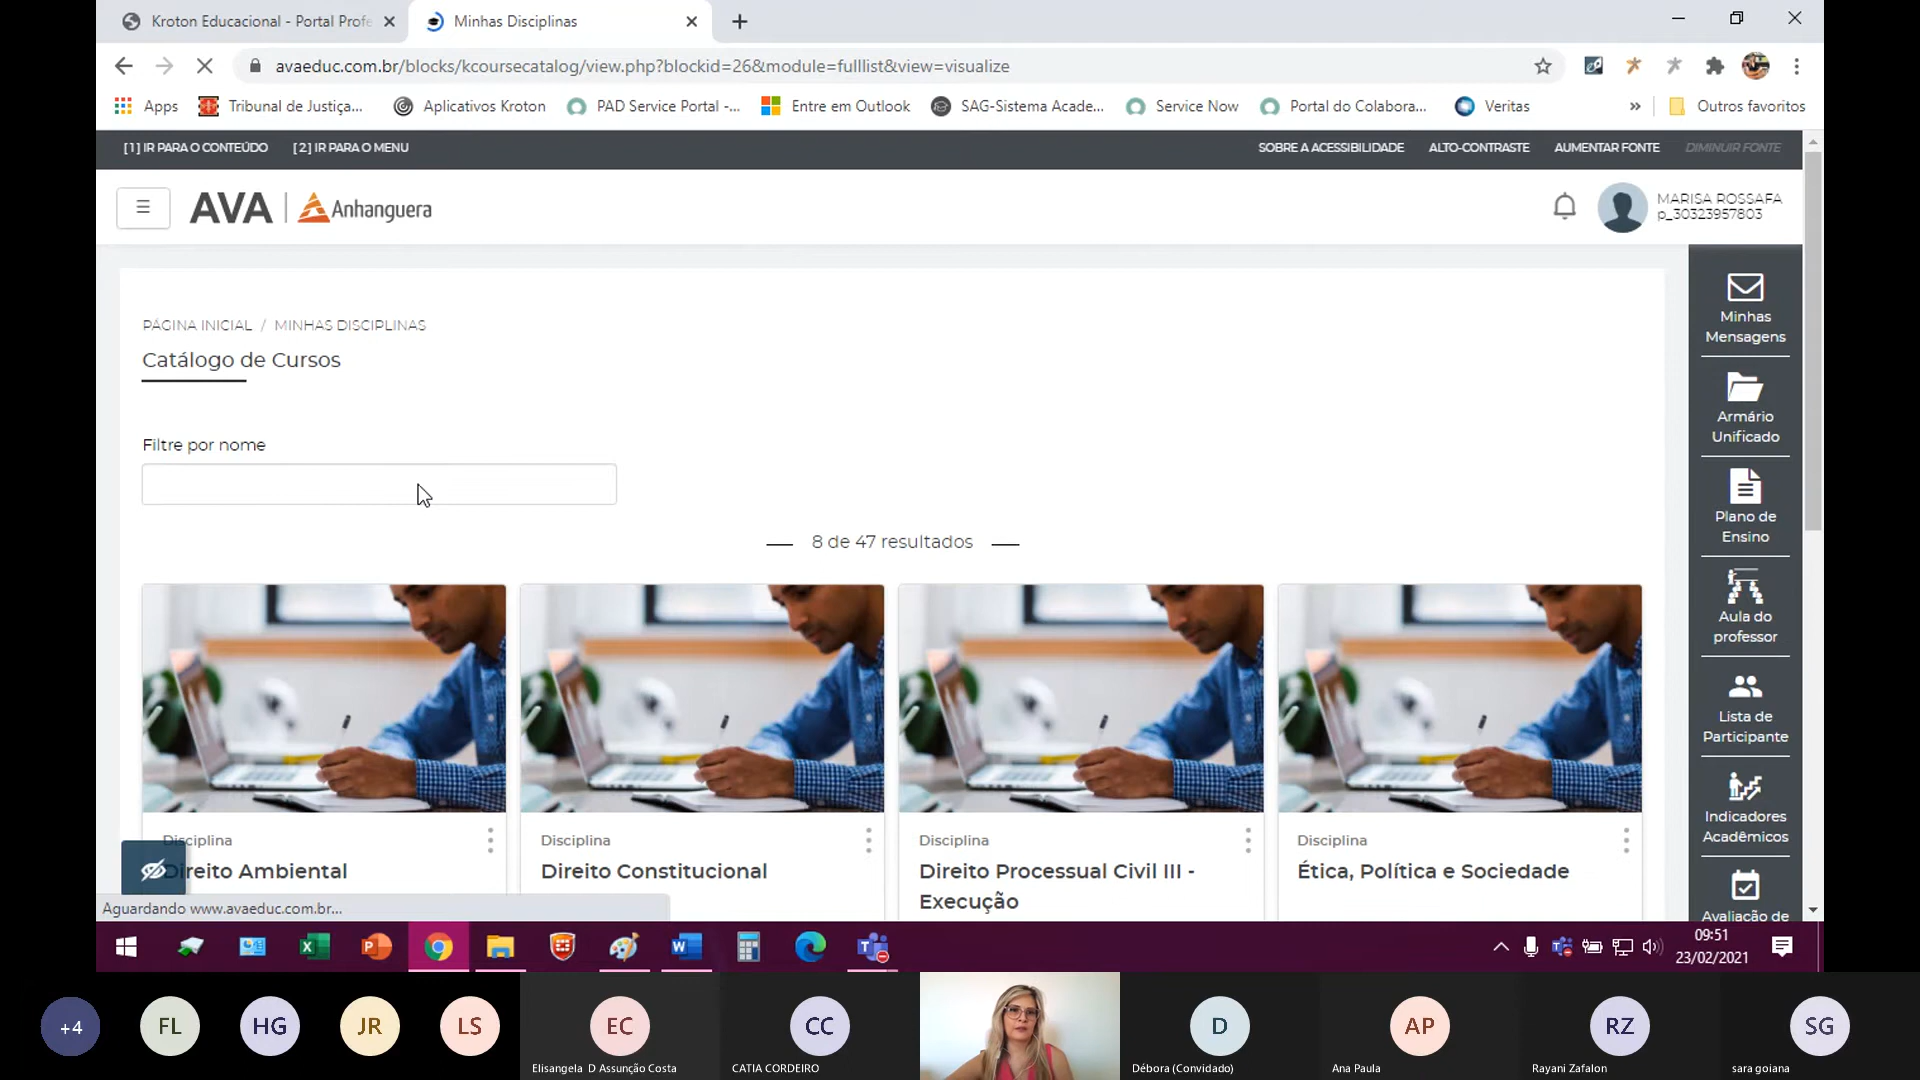 Kroton Educacional - Portal Profe
Minhas Disciplinas
avaeduc.com.br/blocks/kcoursecatalog/view.php?blockid=26&module=fulllist&view=visualize
Apps
Tribunal de Justiça...
Aplicativos Kroton
PAD Service Portal -...
Entre em Outlook
SAG-Sistema Acade...
Service Now
Portal do Colabora...
Veritas
»
Outros favoritos
[1] IR PARA O CONTEÚDO
[2] IR PARA O MENU
SOBRE A ACESSIBILIDADE
ALTO-CONTRASTE
AUMENTAR FONTE
DIMINUIR FONTE
AVA
Anhanguera
MARISA ROSSAFA
p_30323957803
PÁGINA INICIAL / MINHAS DISCIPLINAS
Catálogo de Cursos
Filtre por nome
8 de 47 resultados
Disciplina
Direito Ambiental
Disciplina
Direito Constitucional
Disciplina
Direito Processual Civil III -
Execução
Disciplina
Ética, Política e Sociedade
Minhas
Mensagens
Armário
Unificado
Plano de
Ensino
Aula do
professor
Lista de
Participante
Indicadores
Acadêmicos
Avaliação de
Aguardando www.avaeduc.com.br...
09:51
23/02/2021
+4
FL
HG
JR
LS
EC
Elisangela D Assunção Costa
CC
CATIA CORDEIRO
D
Débora (Convidado)
AP
Ana Paula
RZ
Rayani Zafalon
SG
sara goiana